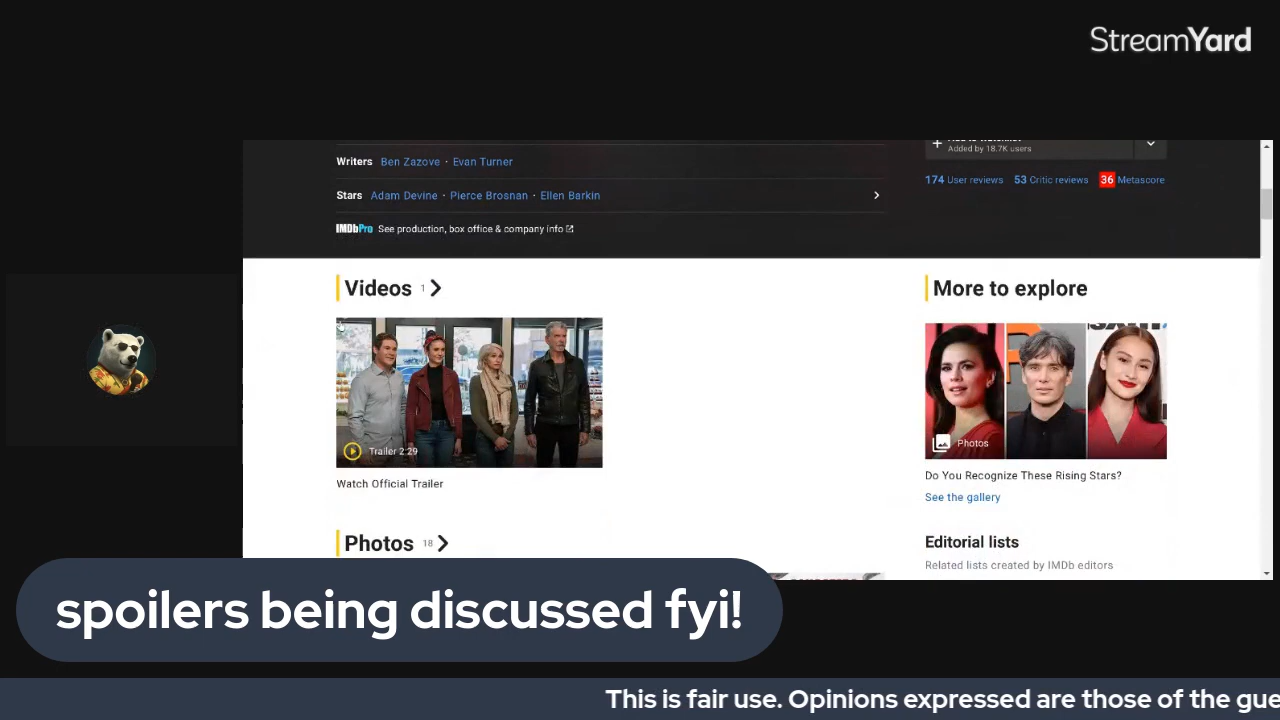 StreamYard
Writers Ben Zazove · Evan Turner
Stars Adam Devine · Pierce Brosnan · Ellen Barkin
IMDbPro See production, box office & company info
Added by 18.7K users
174 User reviews 53 Critic reviews 36 Metascore
Videos 1
Trailer 2:29
Watch Official Trailer
Photos 18
More to explore
Photos
Do You Recognize These Rising Stars?
See the gallery
Editorial lists
Related lists created by IMDb editors
spoilers being discussed fyi!
This is fair use. Opinions expressed are those of the gue